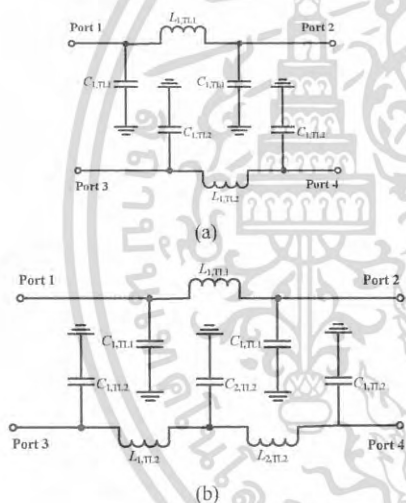 L1,TL1
Port 1
Port 2
C1,TL1
C1,TL1
C1,TL2
C1,TL2
Port 3
Port 4
L1,TL2
(a)
Port 1
L1,TL1
Port 2
C1,TL1
C1,TL1
C1,TL2
C2,TL2
C1,TL2
Port 3
Port 4
L1,TL2
L2,TL2
(b)